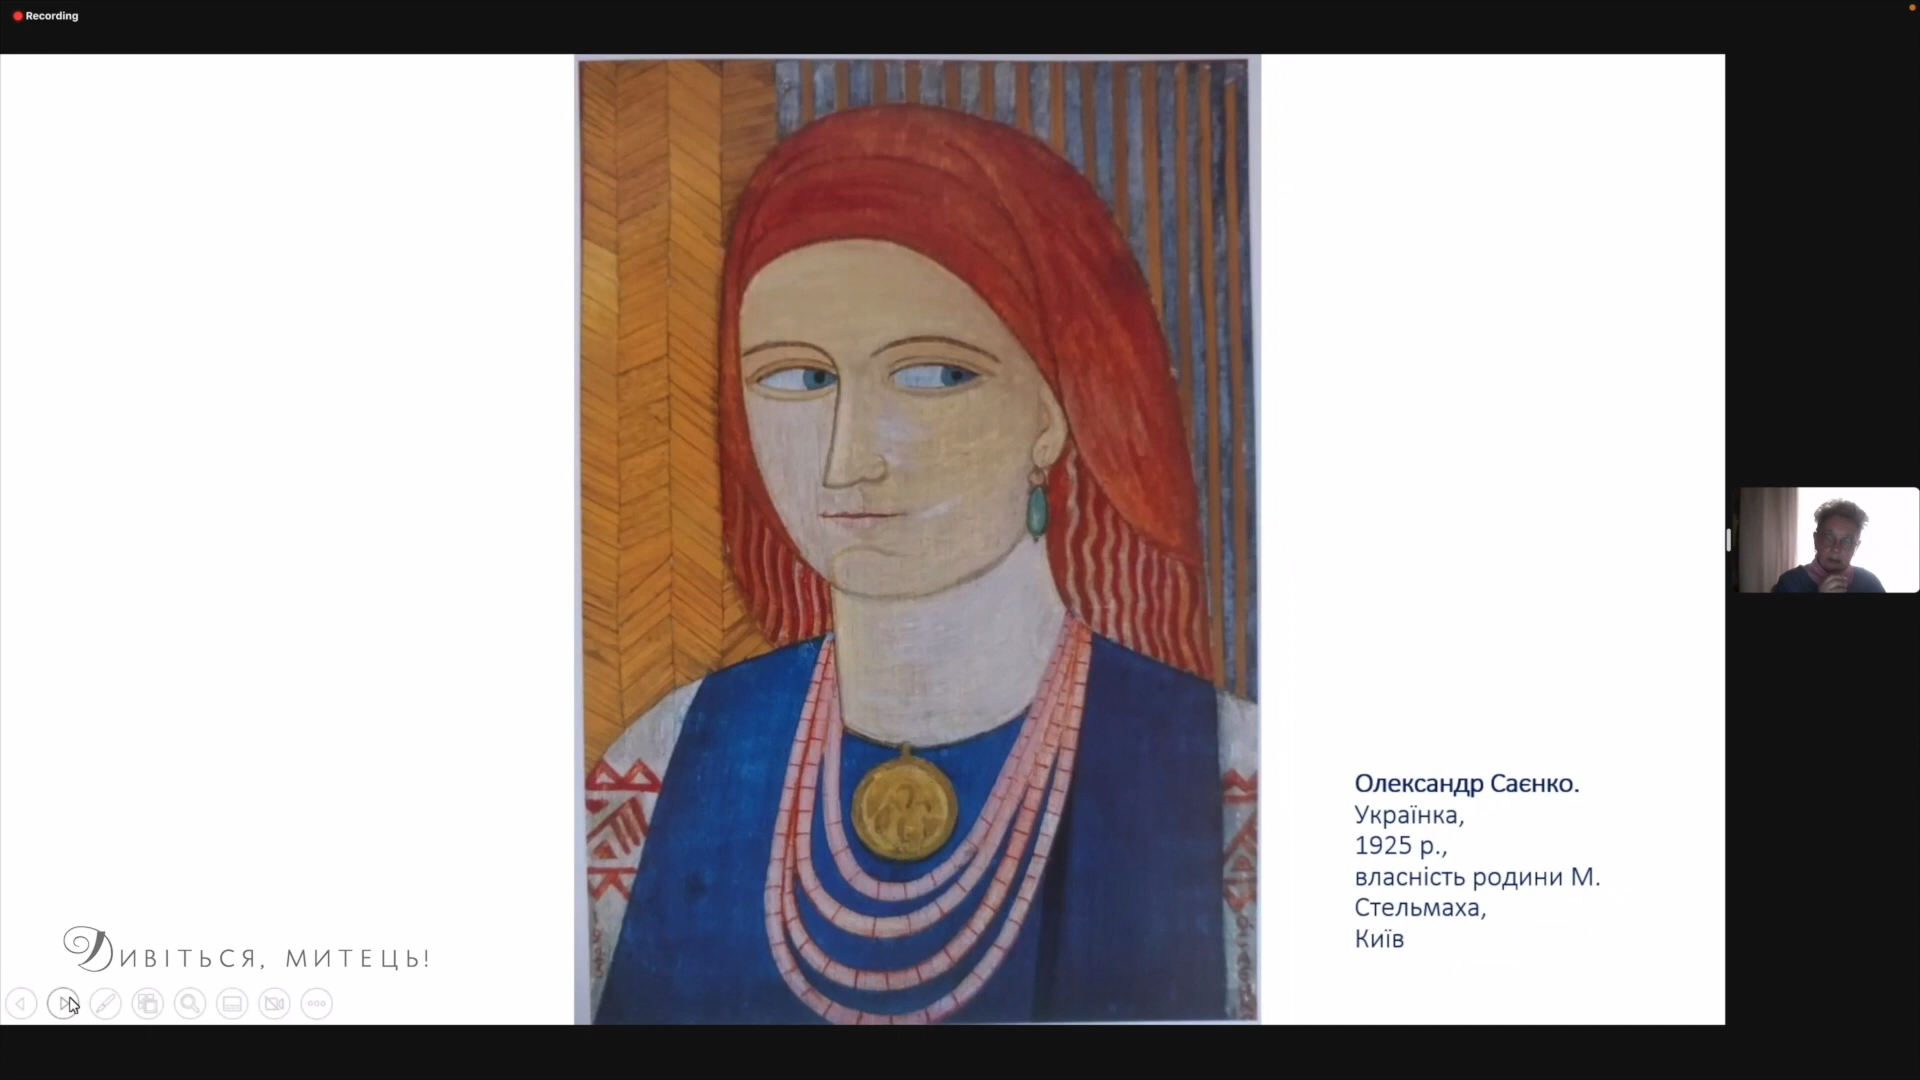 Recording
Олександр Саєнко.
Українка,
1925 р.,
власність родини М.
Стельмаха,
Київ
Дивіться, митець!